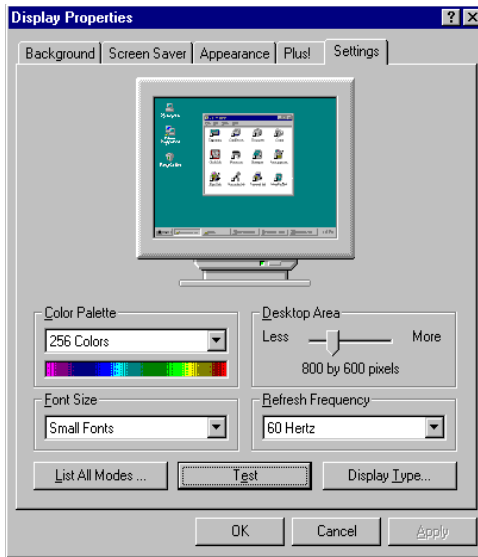 Display Properties
Background Screen Saver Appearance Plus! Settings
Color Palette
256 Colors
Desktop Area
Less More
800 by 600 pixels
Font Size
Small Fonts
Refresh Frequency
60 Hertz
List All Modes ... Test Display Type...
OK Cancel Apply